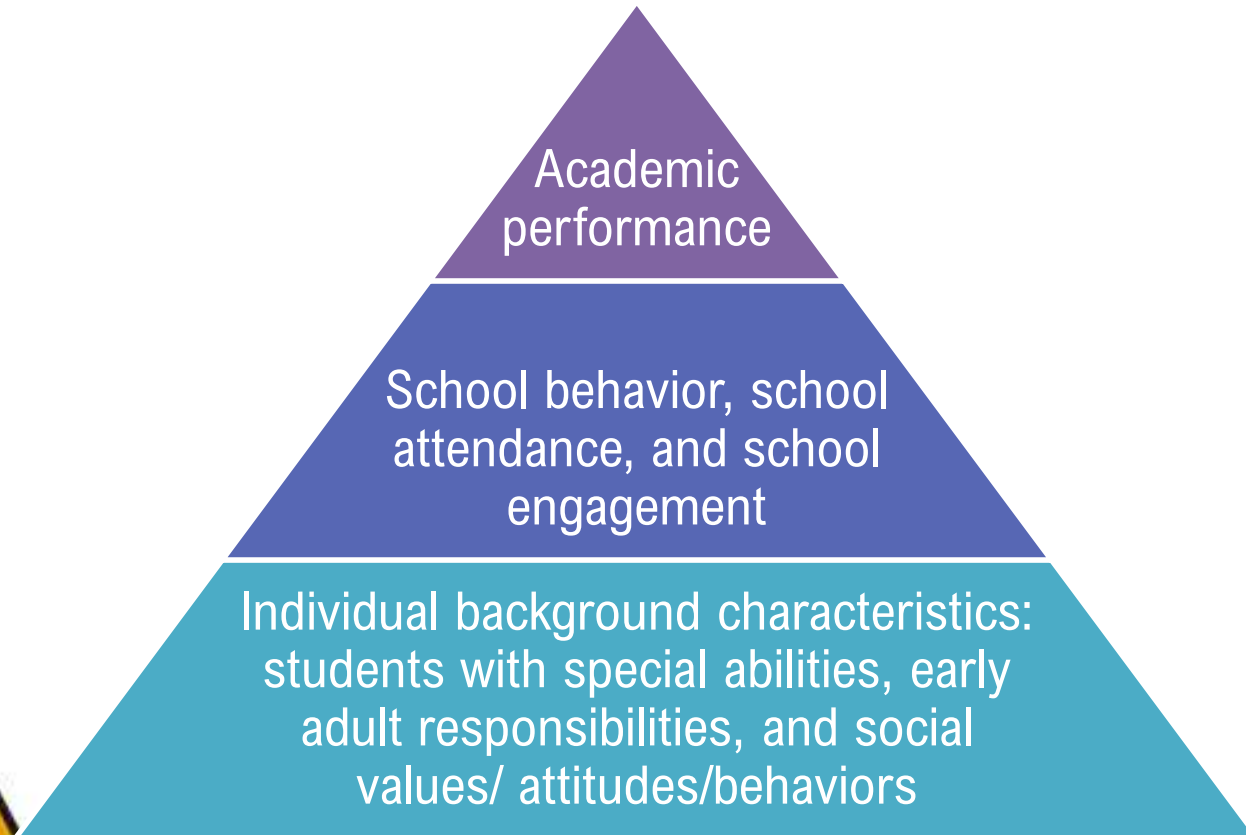 Academic
performance
School behavior, school
attendance, and school
engagement
Individual background characteristics:
students with special abilities, early
adult responsibilities, and social
values/ attitudes/behaviors